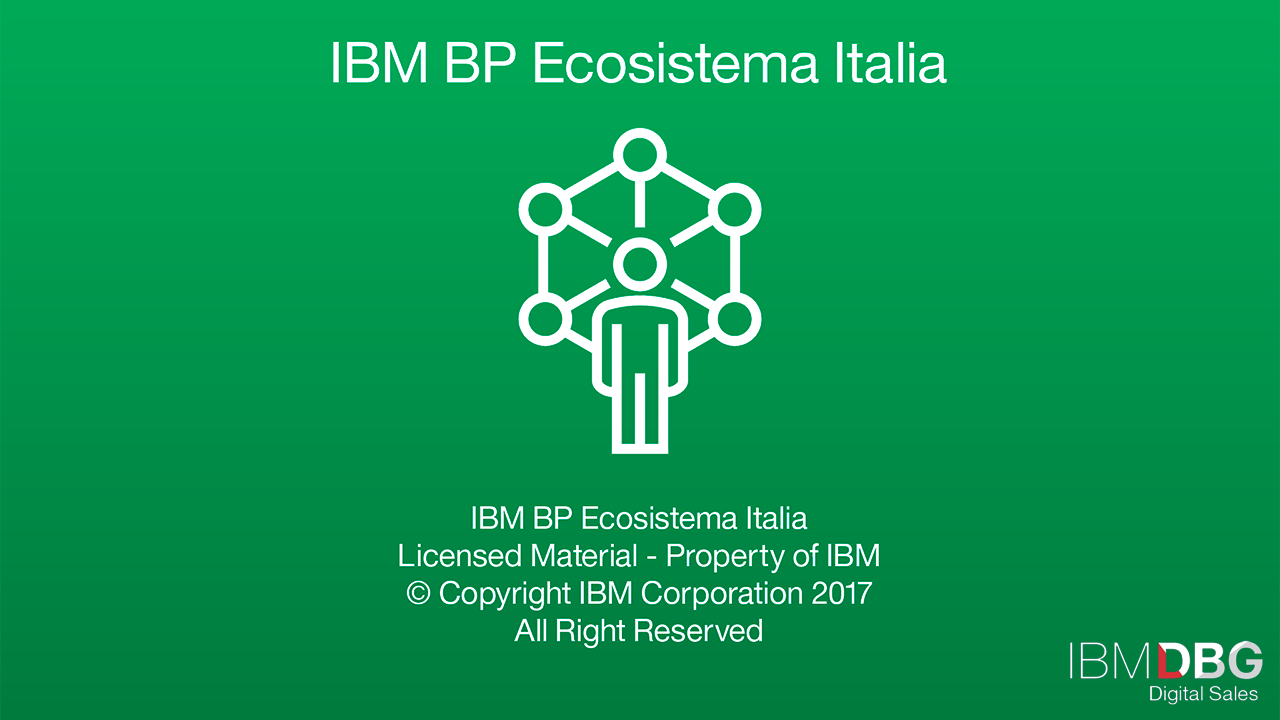 IBM BP Ecosistema Italia
IBM BP Ecosistema Italia
Licensed Material - Property of IBM
© Copyright IBM Corporation 2017
All Right Reserved
IBMDBG
Digital Sales